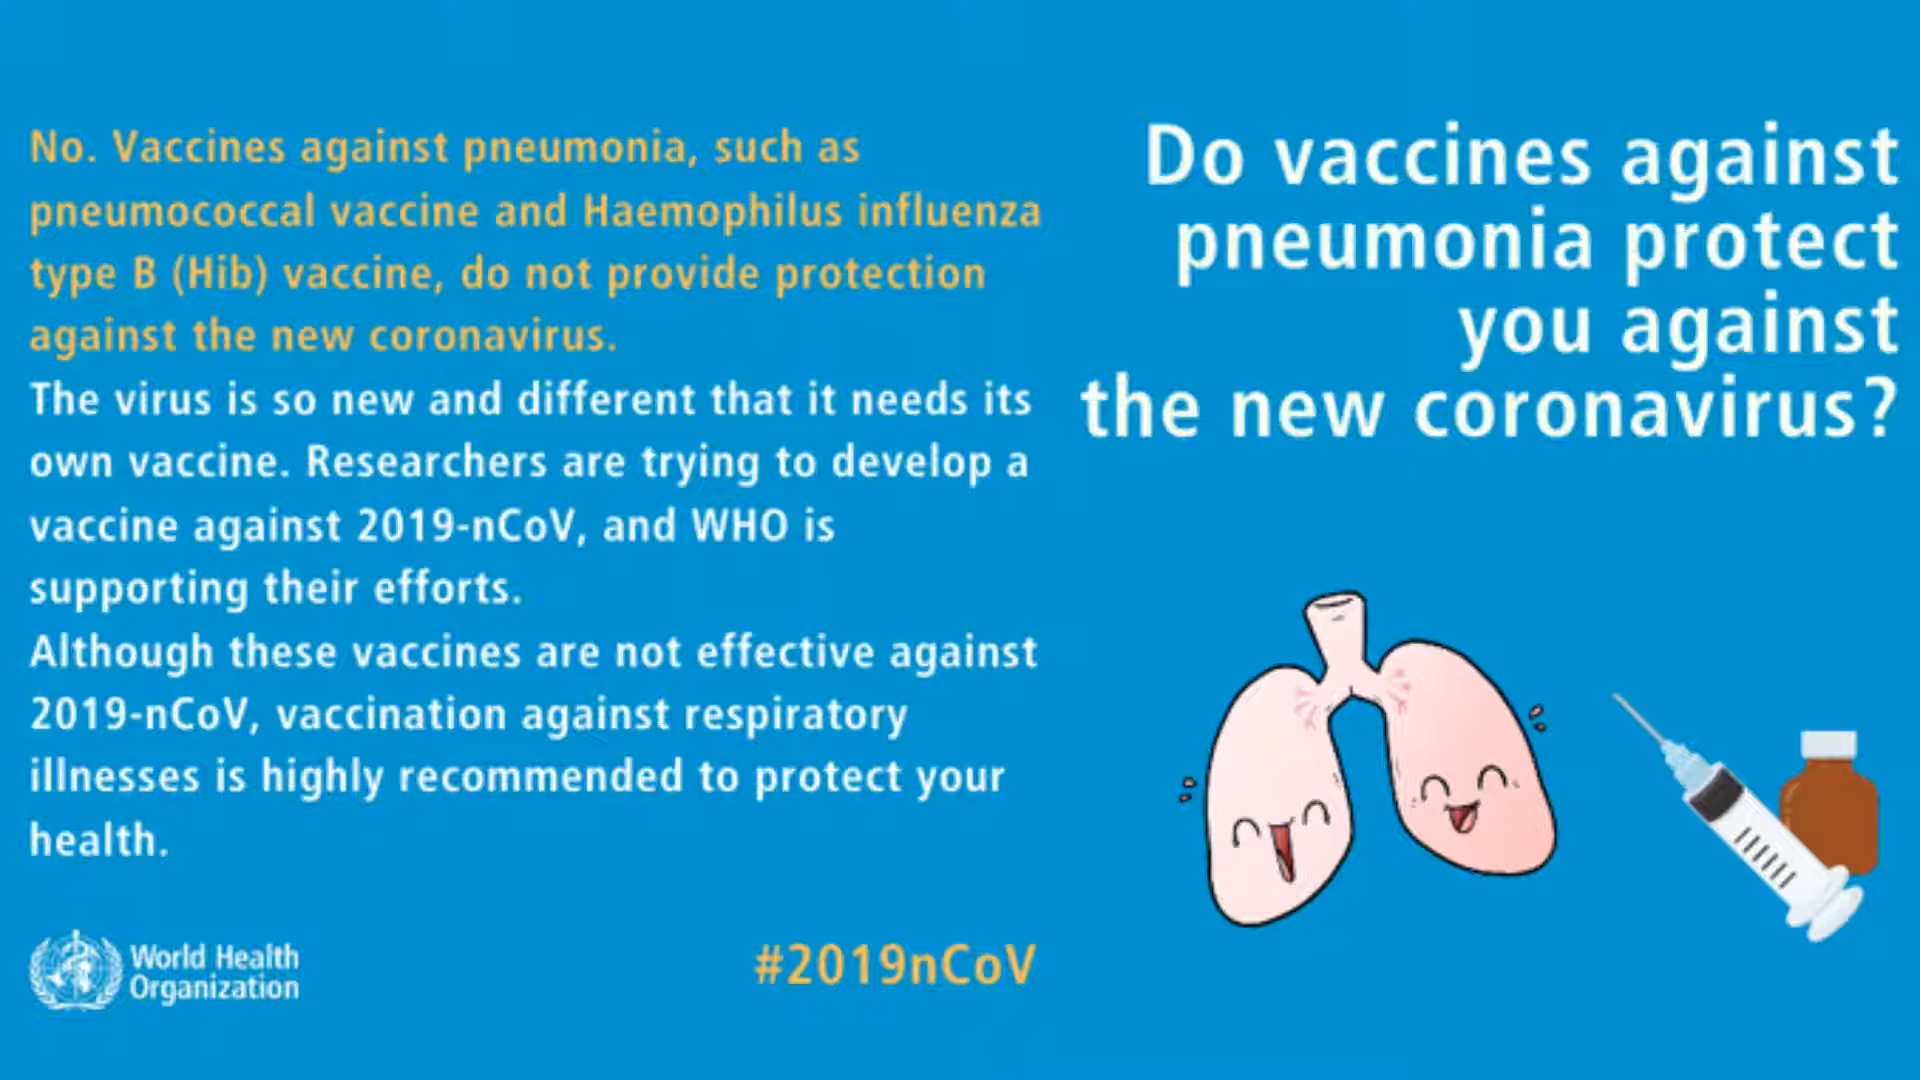 Do vaccines against
pneumonia protect
you against
the new coronavirus?
No. Vaccines against pneumonia, such as
pneumococcal vaccine and Haemophilus influenza
type B (Hib) vaccine, do not provide protection
against the new coronavirus.
The virus is so new and different that it needs its
own vaccine. Researchers are trying to develop a
vaccine against 2019-nCoV, and WHO is
supporting their efforts.
Although these vaccines are not effective against
2019-nCoV, vaccination against respiratory
illnesses is highly recommended to protect your
health.
World Health
Organization
#2019nCoV